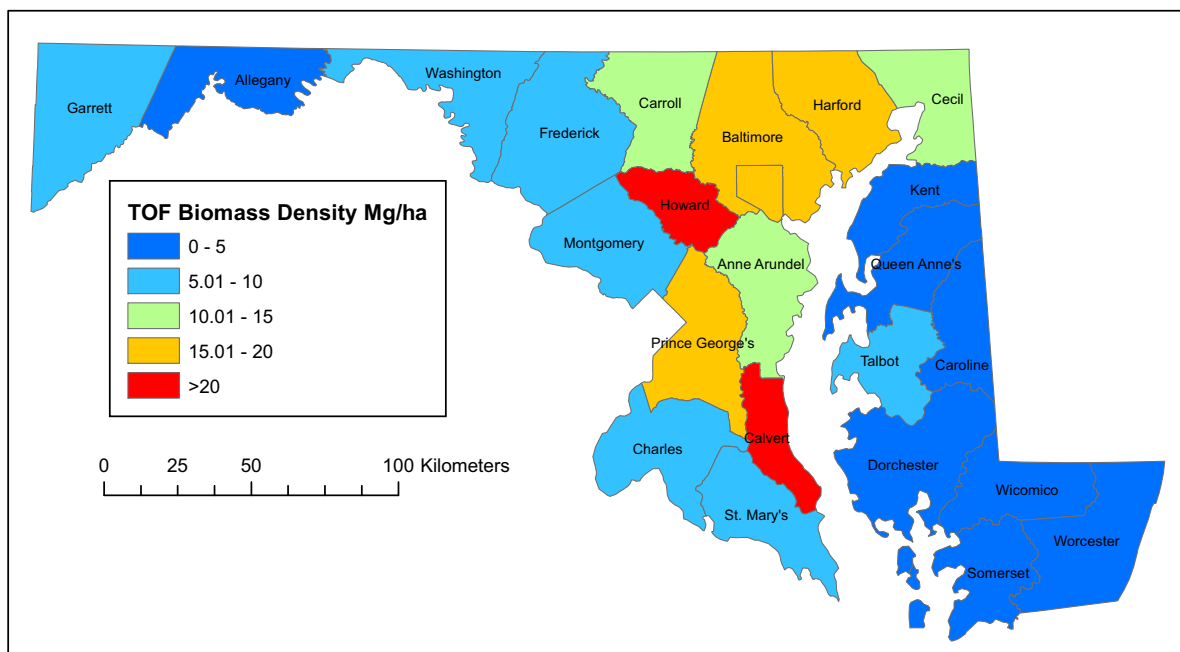 Garrett
Allegany
Washington
Frederick
Carroll
Baltimore
Harford
Cecil
Howard
Montgomery
Anne Arundel
Kent
Queen Anne's
Prince George's
Talbot
Caroline
Calvert
Charles
St. Mary's
Dorchester
Wicomico
Worcester
Somerset
TOF Biomass Density Mg/ha
0 - 5
5.01 - 10
10.01 - 15
15.01 - 20
>20
0 25 50 100 Kilometers